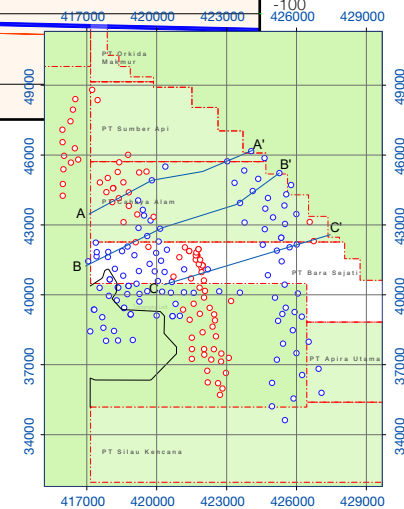 -100
417000 420000 423000 426000 429000
49000 49000
PT Orkida
Makmur
PT Sumber Api
46000 46000
A'
B'
PT Cahaya Alam
A
43000 43000
C'
B
PT Bara Sejati
C
40000 40000
37000 37000
PT Apira Utama
34000 34000
PT Silau Kencana
417000 420000 423000 426000 429000